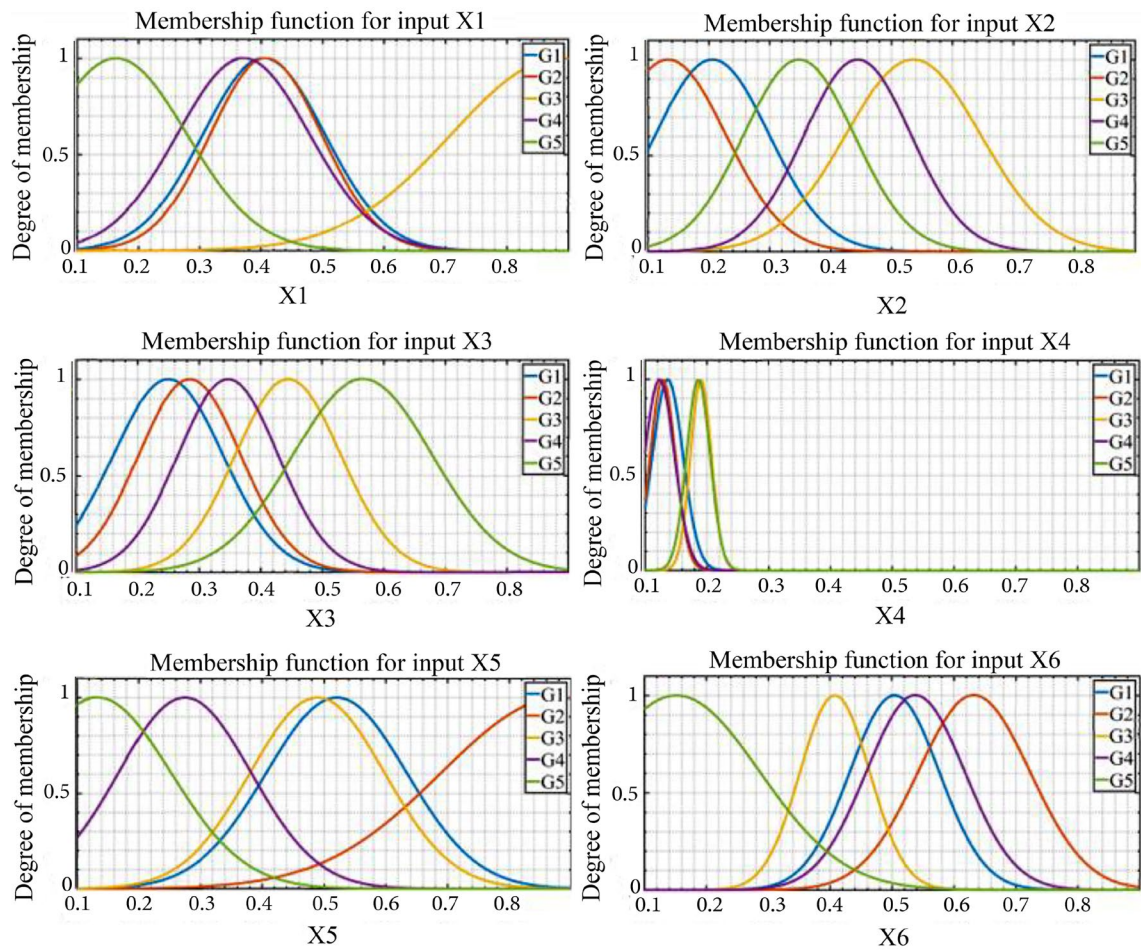 Membership function for input X1
Degree of membership
1
0.5
0
0.1 0.2 0.3 0.4 0.5 0.6 0.7 0.8
X1
G1
G2
G3
G4
G5
Membership function for input X2
Degree of membership
1
0.5
0
0.1 0.2 0.3 0.4 0.5 0.6 0.7 0.8
X2
G1
G2
G3
G4
G5
Membership function for input X3
Degree of membership
1
0.5
0.1 0.2 0.3 0.4 0.5 0.6 0.7 0.8
X3
G1
G2
G3
G4
G5
Membership function for input X4
Degree of membership
1
0.5
0
0.1 0.2 0.3 0.4 0.5 0.6 0.7 0.8
X4
G1
G2
G3
G4
G5
Membership function for input X5
Degree of membership
1
0.5
0
0.1 0.2 0.3 0.4 0.5 0.6 0.7 0.8
X5
G1
G2
G3
G4
G5
Membership function for input X6
Degree of membership
1
0.5
0
0.1 0.2 0.3 0.4 0.5 0.6 0.7 0.8
X6
G1
G2
G3
G4
G5